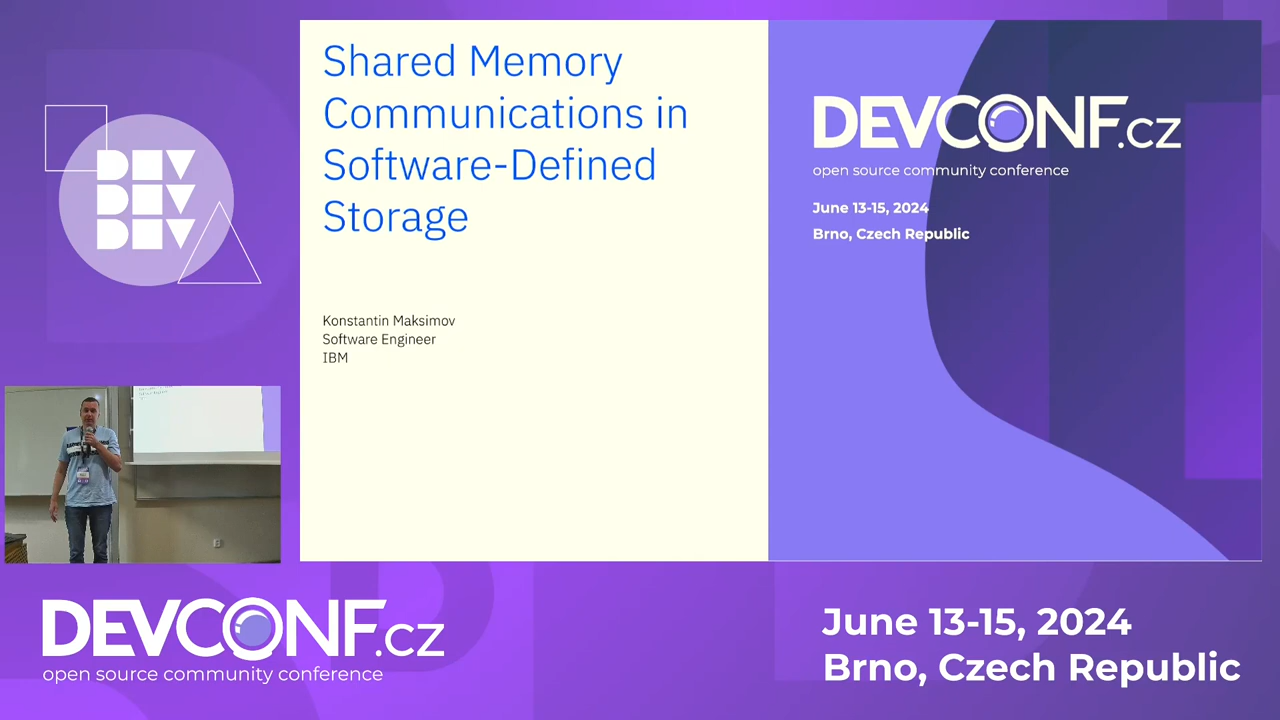 DEV
DEV
DEV
Shared Memory
Communications in
Software-Defined
Storage
Konstantin Maksimov
Software Engineer
IBM
DEVCONF.cz
open source community conference
June 13-15, 2024
Brno, Czech Republic
DEVCONF.cz
open source community conference
June 13-15, 2024
Brno, Czech Republic